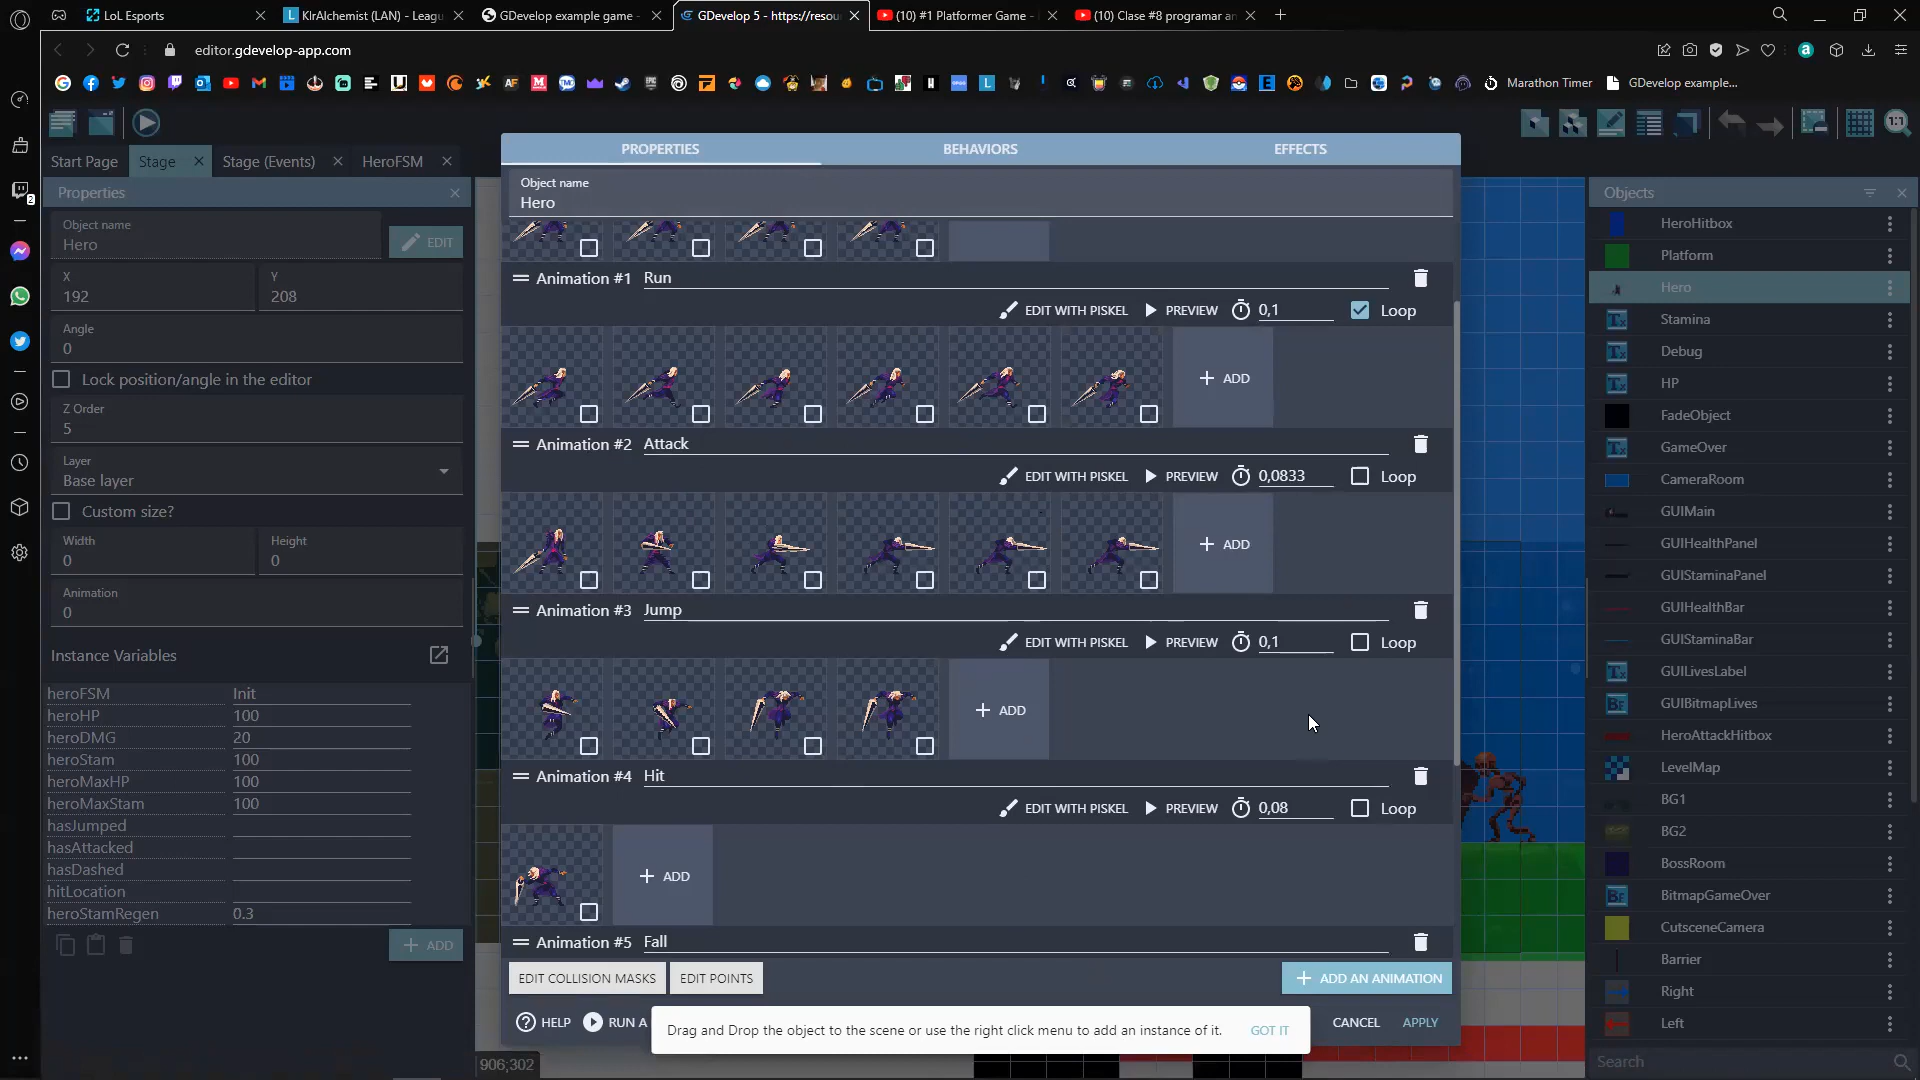 LoL Esports
KlrAlchemist (LAN) - Leagu
GDevelop example game -
GDevelop 5 - https://resou
(10) #1 Platformer Game -
(10) Clase #8 programar an
editor.gdevelop-app.com
Marathon Timer
GDevelop example...
Start Page
Stage
Stage (Events)
HeroFSM
1:1
2
Properties
Object name
Hero
EDIT
X
192
Y
208
Angle
0
Lock position/angle in the editor
Z Order
5
Layer
Base layer
Custom size?
Width
0
Height
0
Animation
0
Instance Variables
heroFSM Init
heroHP 100
heroDMG 20
heroStam 100
heroMaxHP 100
heroMaxStam 100
hasJumped
hasAttacked
hasDashed
hitLocation
heroStamRegen 0.3
ADD
PROPERTIES
BEHAVIORS
EFFECTS
Object name
Hero
Animation #1 Run
EDIT WITH PISKEL PREVIEW 0,1 Loop
ADD
Animation #2 Attack
EDIT WITH PISKEL PREVIEW 0,0833 Loop
ADD
Animation #3 Jump
EDIT WITH PISKEL PREVIEW 0,1 Loop
ADD
Animation #4 Hit
EDIT WITH PISKEL PREVIEW 0,08 Loop
ADD
Animation #5 Fall
EDIT COLLISION MASKS
EDIT POINTS
ADD AN ANIMATION
HELP
RUN A
Drag and Drop the object to the scene or use the right click menu to add an instance of it.
GOT IT
CANCEL
APPLY
906;302
Objects
HeroHitbox
Platform
Hero
Stamina
Debug
HP
FadeObject
GameOver
CameraRoom
GUIMain
GUIHealthPanel
GUIStaminaPanel
GUIHealthBar
GUIStaminaBar
GUILivesLabel
GUIBitmapLives
HeroAttackHitbox
LevelMap
BG1
BG2
BossRoom
BitmapGameOver
CutsceneCamera
Barrier
Right
Left
Search